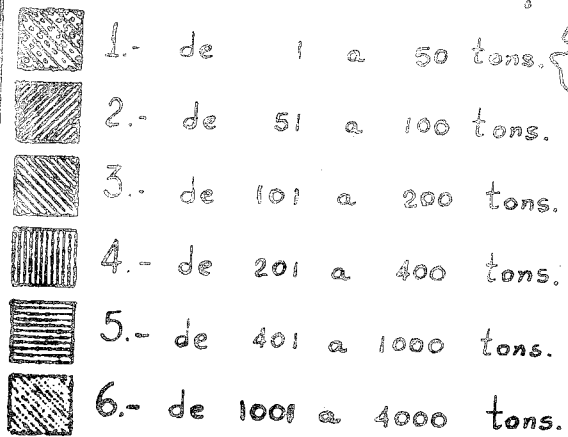 1.- de 1 a 50 tons.
2.- de 51 a 100 tons.
3.- de 101 a 200 tons.
4.- de 201 a 400 tons.
5.- de 401 a 1000 tons.
6.- de 1001 a 4000 tons.